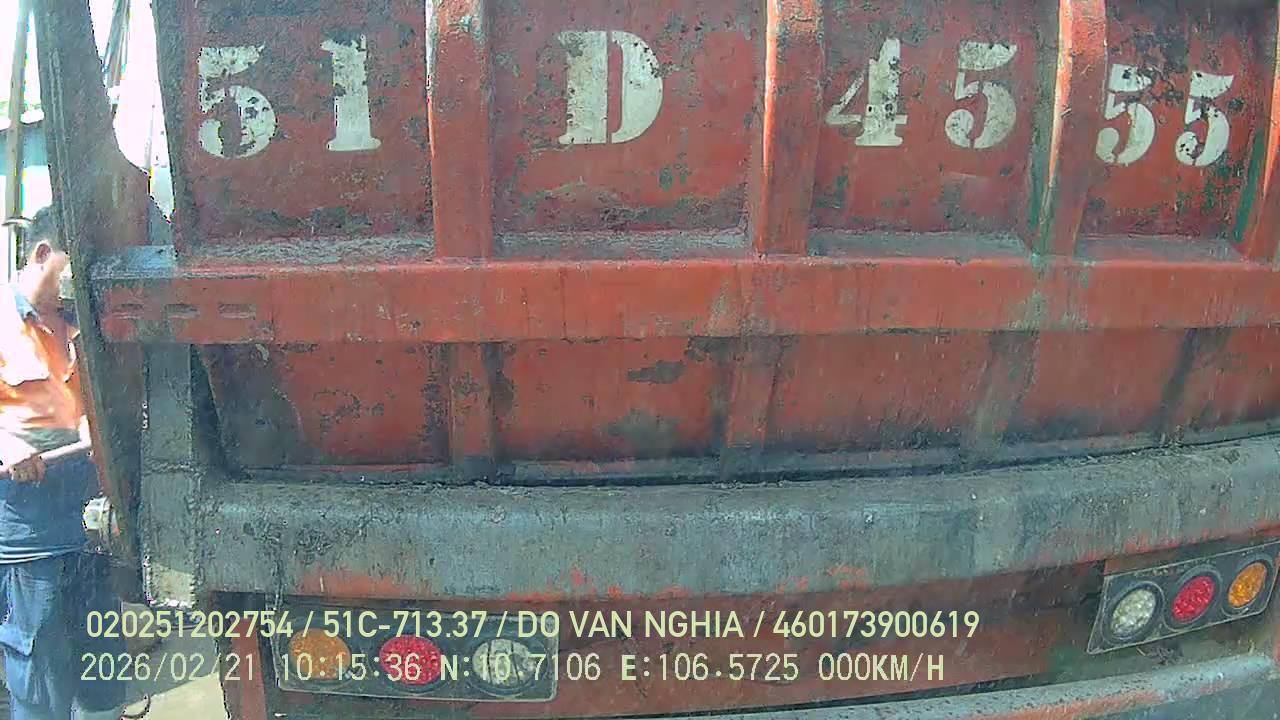 51 D 45 55
020251202754 / 51C-713.37 / DO VAN NGHIA / 460173900619
2026/02/21 10:15:36 N:10.7106 E:106.5725 000KM/H